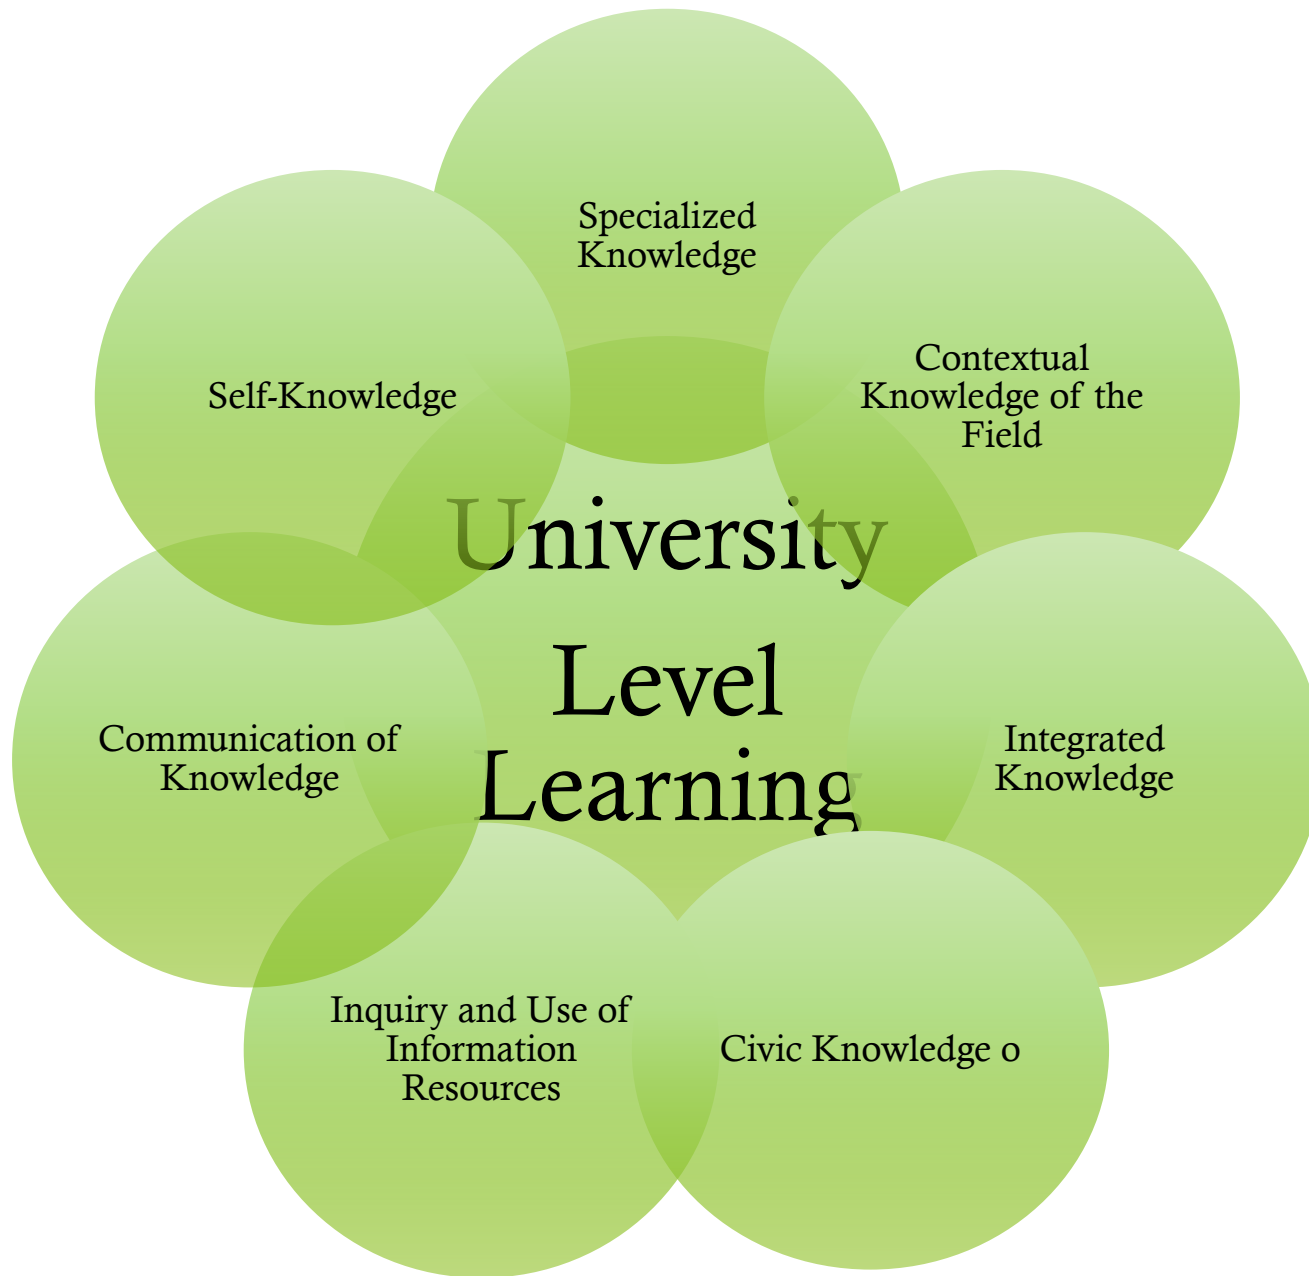 Specialized
Knowledge
Contextual
Knowledge of the
Field
Self-Knowledge
University
Level
Learning
Integrated
Knowledge
Communication of
Knowledge
Inquiry and Use of
Information
Resources
Civic Knowledge o